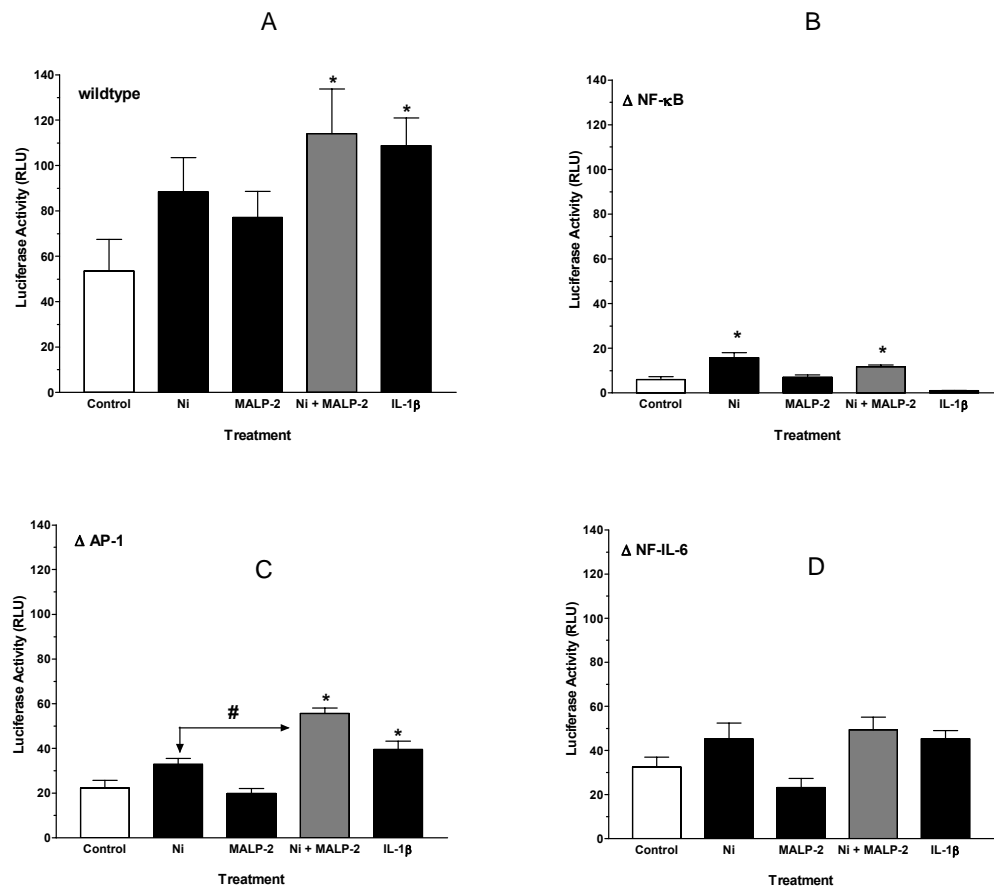 A
wildtype
Luciferase Activity (RLU)
140
120
100
80
60
40
20
0
*
*
Control Ni MALP-2 Ni + MALP-2 IL-1β
Treatment
B
Δ NF-κB
Luciferase Activity (RLU)
140
120
100
80
60
40
20
0
*
*
Control Ni MALP-2 Ni + MALP-2 IL-1β
Treatment
Δ AP-1
C
Luciferase Activity (RLU)
140
120
100
80
60
40
20
0
#
*
*
Control Ni MALP-2 Ni + MALP-2 IL-1β
Treatment
Δ NF-IL-6
D
Luciferase Activity (RLU)
140
120
100
80
60
40
20
0
Control Ni MALP-2 Ni + MALP-2 IL-1β
Treatment